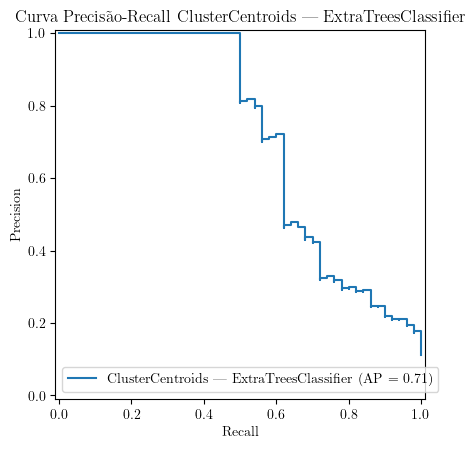 Curva Precisão-Recall ClusterCentroids — ExtraTreesClassifier
1.0
0.8
0.6
0.4
0.2
0.0
Precision
ClusterCentroids — ExtraTreesClassifier (AP = 0.71)
0.0 0.2 0.4 0.6 0.8 1.0
Recall